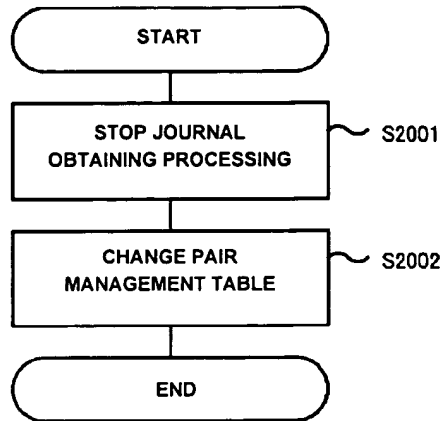 START
STOP JOURNAL
OBTAINING PROCESSING
S2001
CHANGE PAIR
MANAGEMENT TABLE
S2002
END